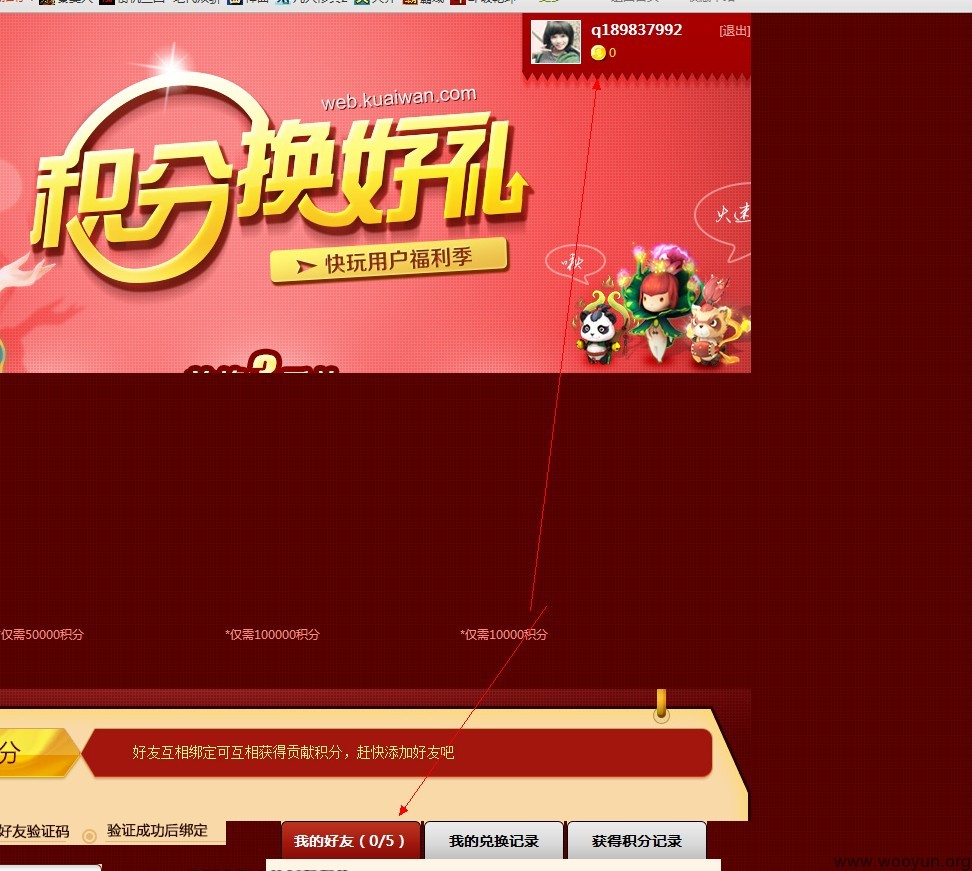 q189837992
[退出]
0
web.kuaiwan.com
积分换好礼
快玩用户福利季
火速
啾
*仅需50000积分
*仅需100000积分
*仅需10000积分
分
好友互相绑定可互相获得贡献积分，赶快添加好友吧
好友验证码
验证成功后绑定
我的好友（0/5）
我的兑换记录
获得积分记录
www.wooyun.org